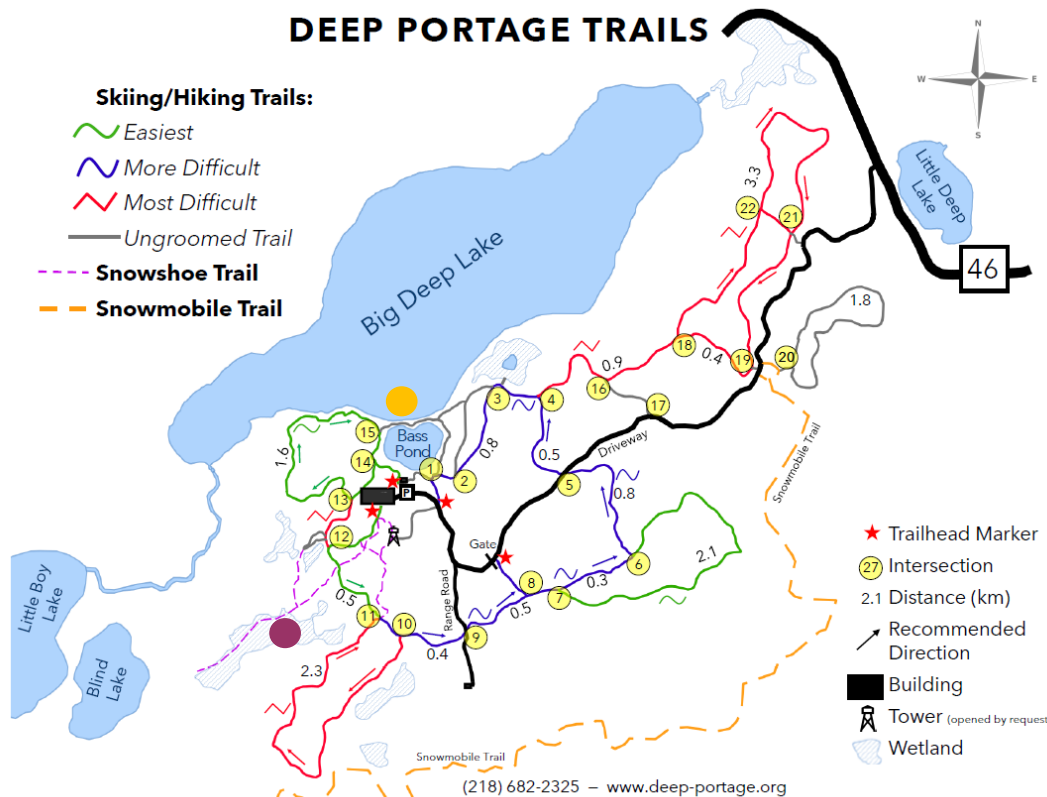 DEEP PORTAGE TRAILS
N
W
E
S
Skiing/Hiking Trails:
Easiest
More Difficult
Most Difficult
Ungroomed Trail
Snowshoe Trail
Snowmobile Trail
Big Deep Lake
Little Deep
Lake
46
3.3
22
21
1.8
18
0.4
19
20
0.9
16
17
3
4
Driveway
Snowmobile Trail
15
Bass
Pond
14
1
2
0.8
0.5
5
1.6
13
P
12
Gate
0.8
6
2.1
0.3
8
7
0.5
Range Road
0.5
11
10
9
0.4
2.3
Little Boy
Lake
Blind
Lake
Trailhead Marker
27 Intersection
2.1 Distance (km)
Recommended
Direction
Building
Tower (opened by request
Wetland
Snowmobile Trail
(218) 682-2325 – www.deep-portage.org